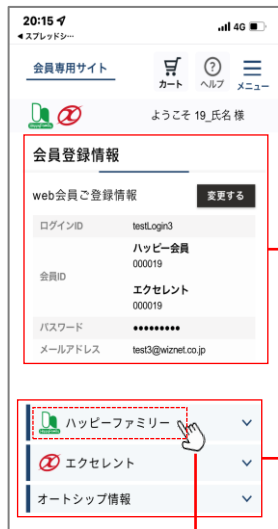 20:15
4G
◀ スプレッドシ…
会員専用サイト
カート
ヘルプ
メニュー
ようこそ 19_氏名 様
会員登録情報
web会員ご登録情報
変更する
ログインID testLogin3
会員ID
ハッピー会員
000019
エクセレント
000019
パスワード •••••••••
メールアドレス test3@wiznet.co.jp
ハッピーファミリー
エクセレント
オートシップ情報